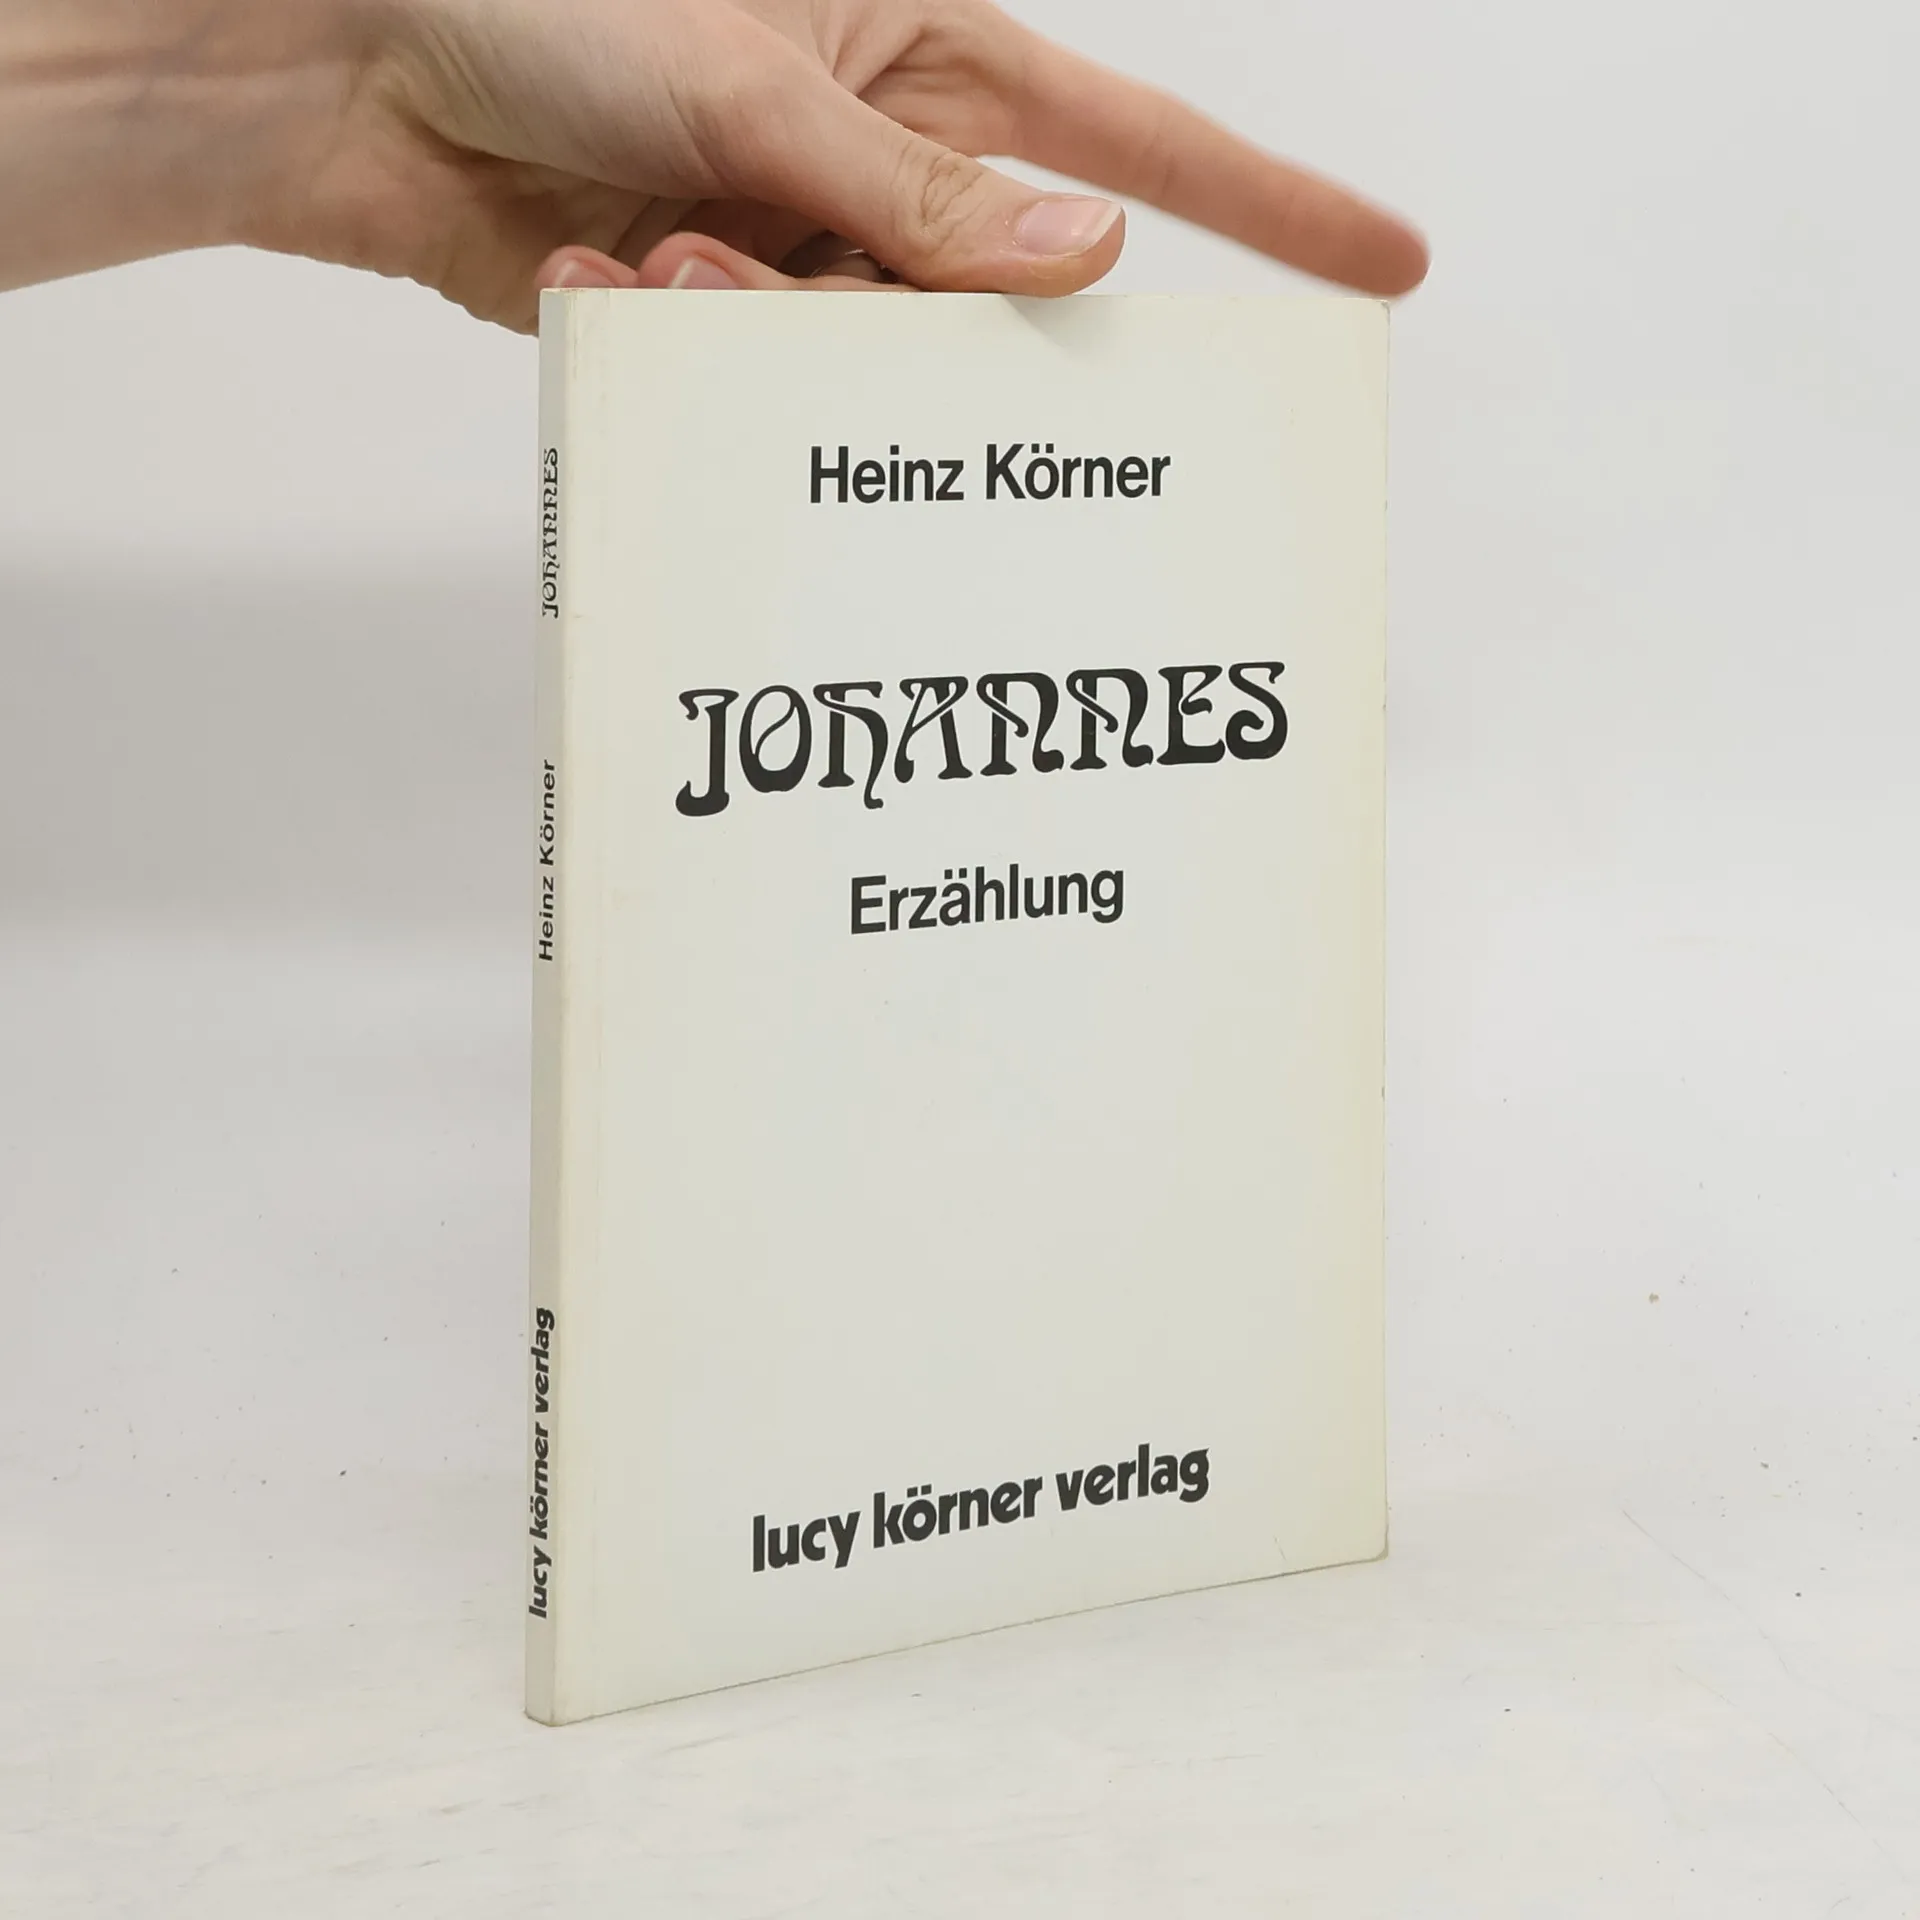 Heinz Körner
JOHANNES
Erzählung
lucy körner verlag
JOHANNES
Heinz Körner
lucy körner verlag